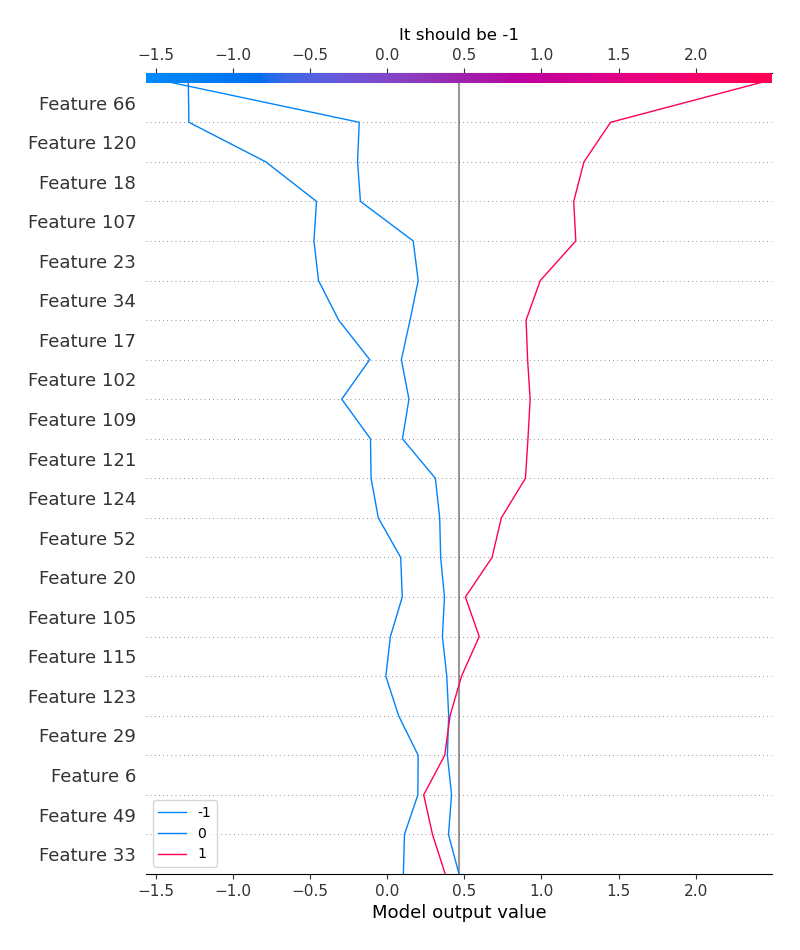 It should be -1
−1.5 −1.0 −0.5 0.0 0.5 1.0 1.5 2.0
Feature 66
Feature 120
Feature 18
Feature 107
Feature 23
Feature 34
Feature 17
Feature 102
Feature 109
Feature 121
Feature 124
Feature 52
Feature 20
Feature 105
Feature 115
Feature 123
Feature 29
Feature 6
Feature 49
Feature 33
-1
0
1
−1.5 −1.0 −0.5 0.0 0.5 1.0 1.5 2.0
Model output value